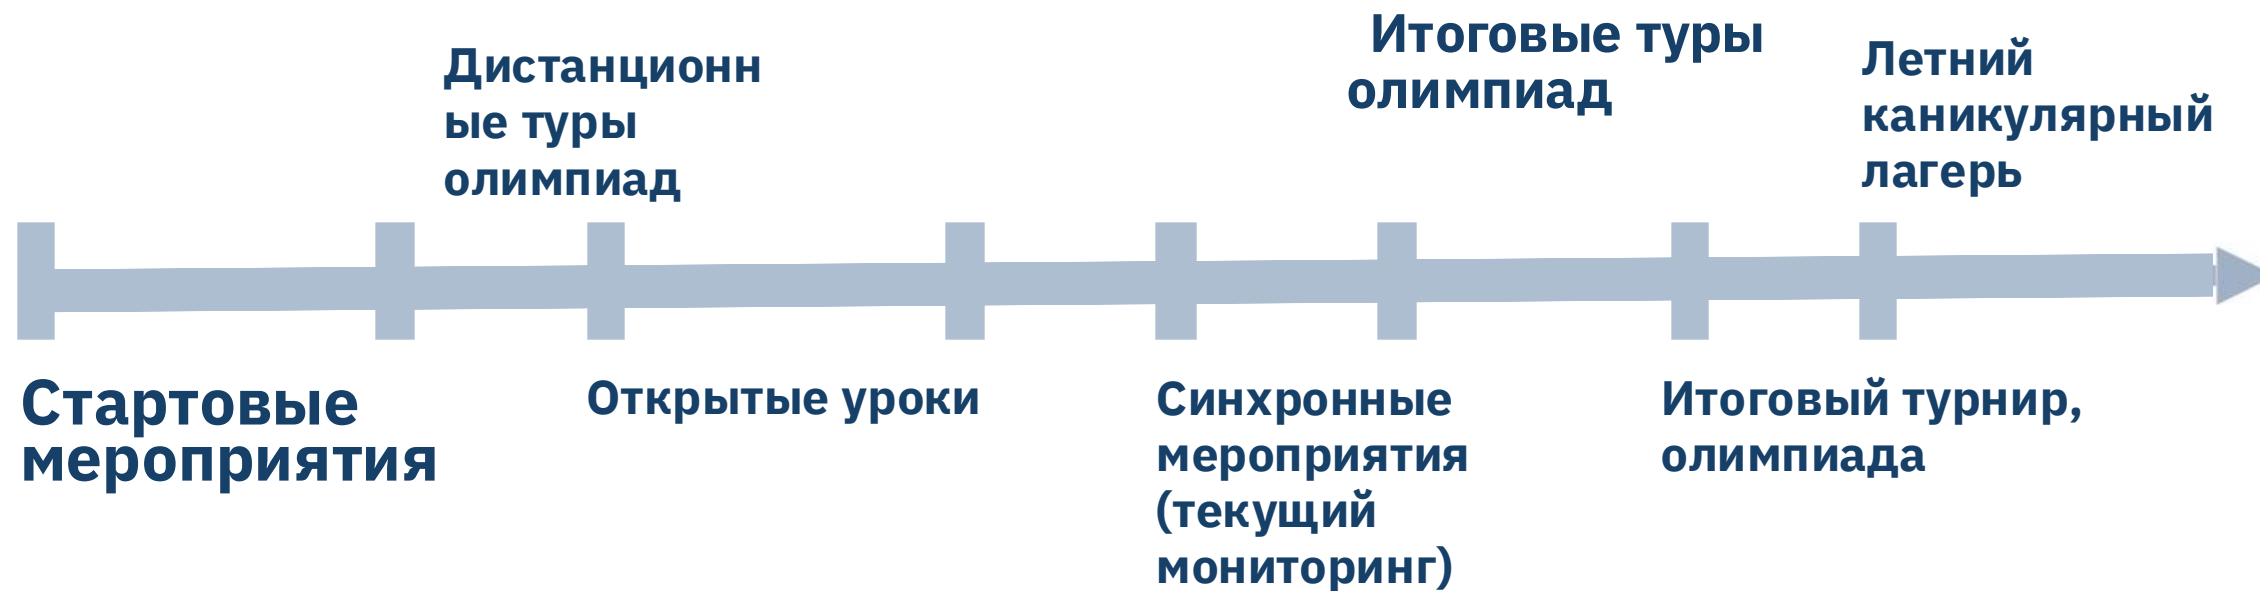 Итоговые туры
олимпиад
Дистанционн
ые туры
олимпиад
Летний
каникулярный
лагерь
Стартовые
мероприятия
Открытые уроки
Синхронные
мероприятия
(текущий
мониторинг)
Итоговый турнир,
олимпиада